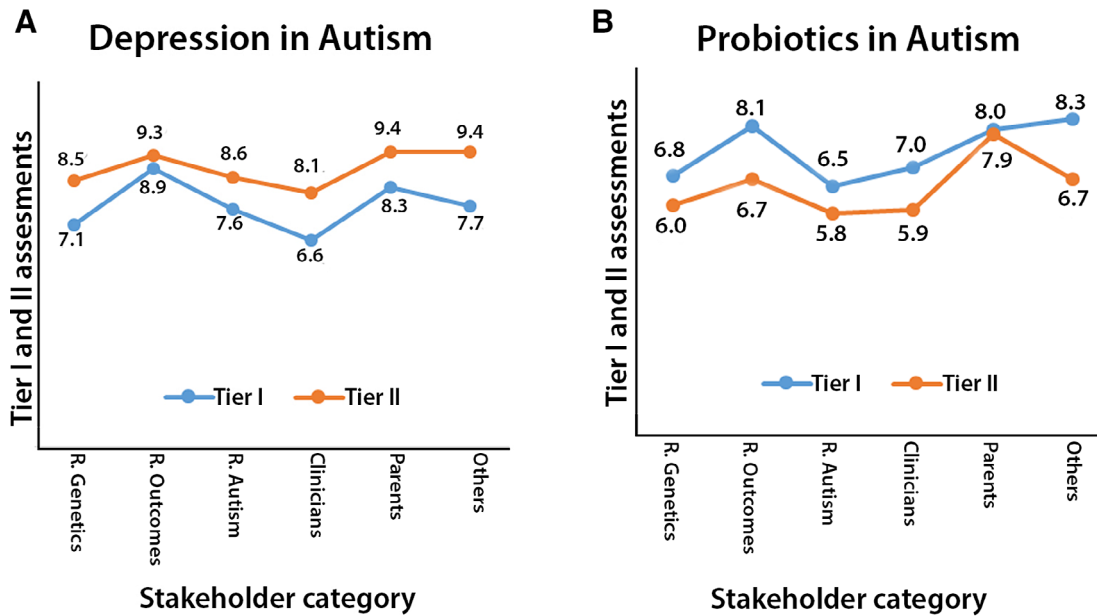 A
Depression in Autism
Tier I and II assessments
8.5
9.3
8.6
8.1
9.4
9.4
7.1
8.9
7.6
6.6
8.3
7.7
Tier I
Tier II
R. Genetics
R. Outcomes
R. Autism
Clinicians
Parents
Others
Stakeholder category
B
Probiotics in Autism
Tier I and II assessments
6.8
8.1
6.5
7.0
8.0
8.3
6.0
6.7
5.8
5.9
7.9
6.7
Tier I
Tier II
R. Genetics
R. Outcomes
R. Autism
Clinicians
Parents
Others
Stakeholder category